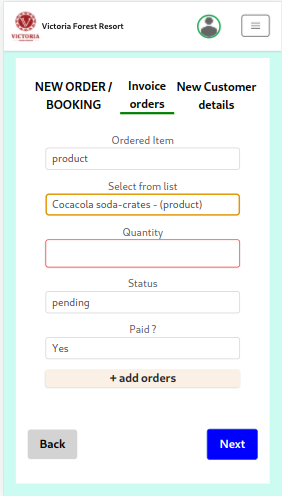 VICTORIA
Victoria Forest Resort
NEW ORDER /
BOOKING
Invoice
orders
New Customer
details
Ordered Item
product
Select from list
Cocacola soda-crates - (product)
Quantity
Status
pending
Paid ?
Yes
+ add orders
Back
Next